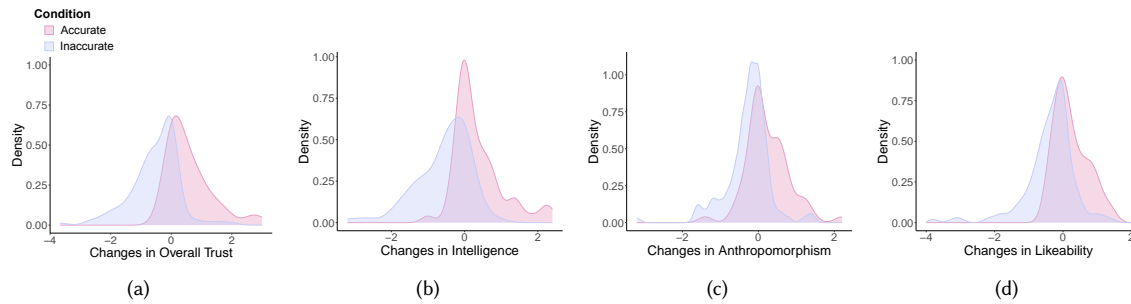 Condition
Accurate
Inaccurate
1.00
0.75
0.50
0.25
0.00
Density
−4 −2 0 2
Changes in Overall Trust
(a)
1.00
0.75
0.50
0.25
0.00
Density
−2 0 2
Changes in Intelligence
(b)
1.00
0.75
0.50
0.25
0.00
Density
−2 0 2
Changes in Anthropomorphism
(c)
1.00
0.75
0.50
0.25
0.00
Density
−4 −2 0 2
Changes in Likeability
(d)